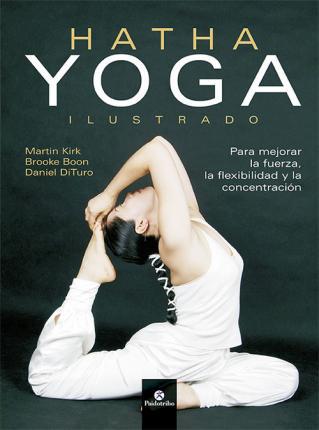 HATHA
YOGA
ILUSTRADO
Martin Kirk
Brooke Boon
Daniel DiTuro
Para mejorar
la fuerza,
la flexibilidad y la
concentración
Paidotribo